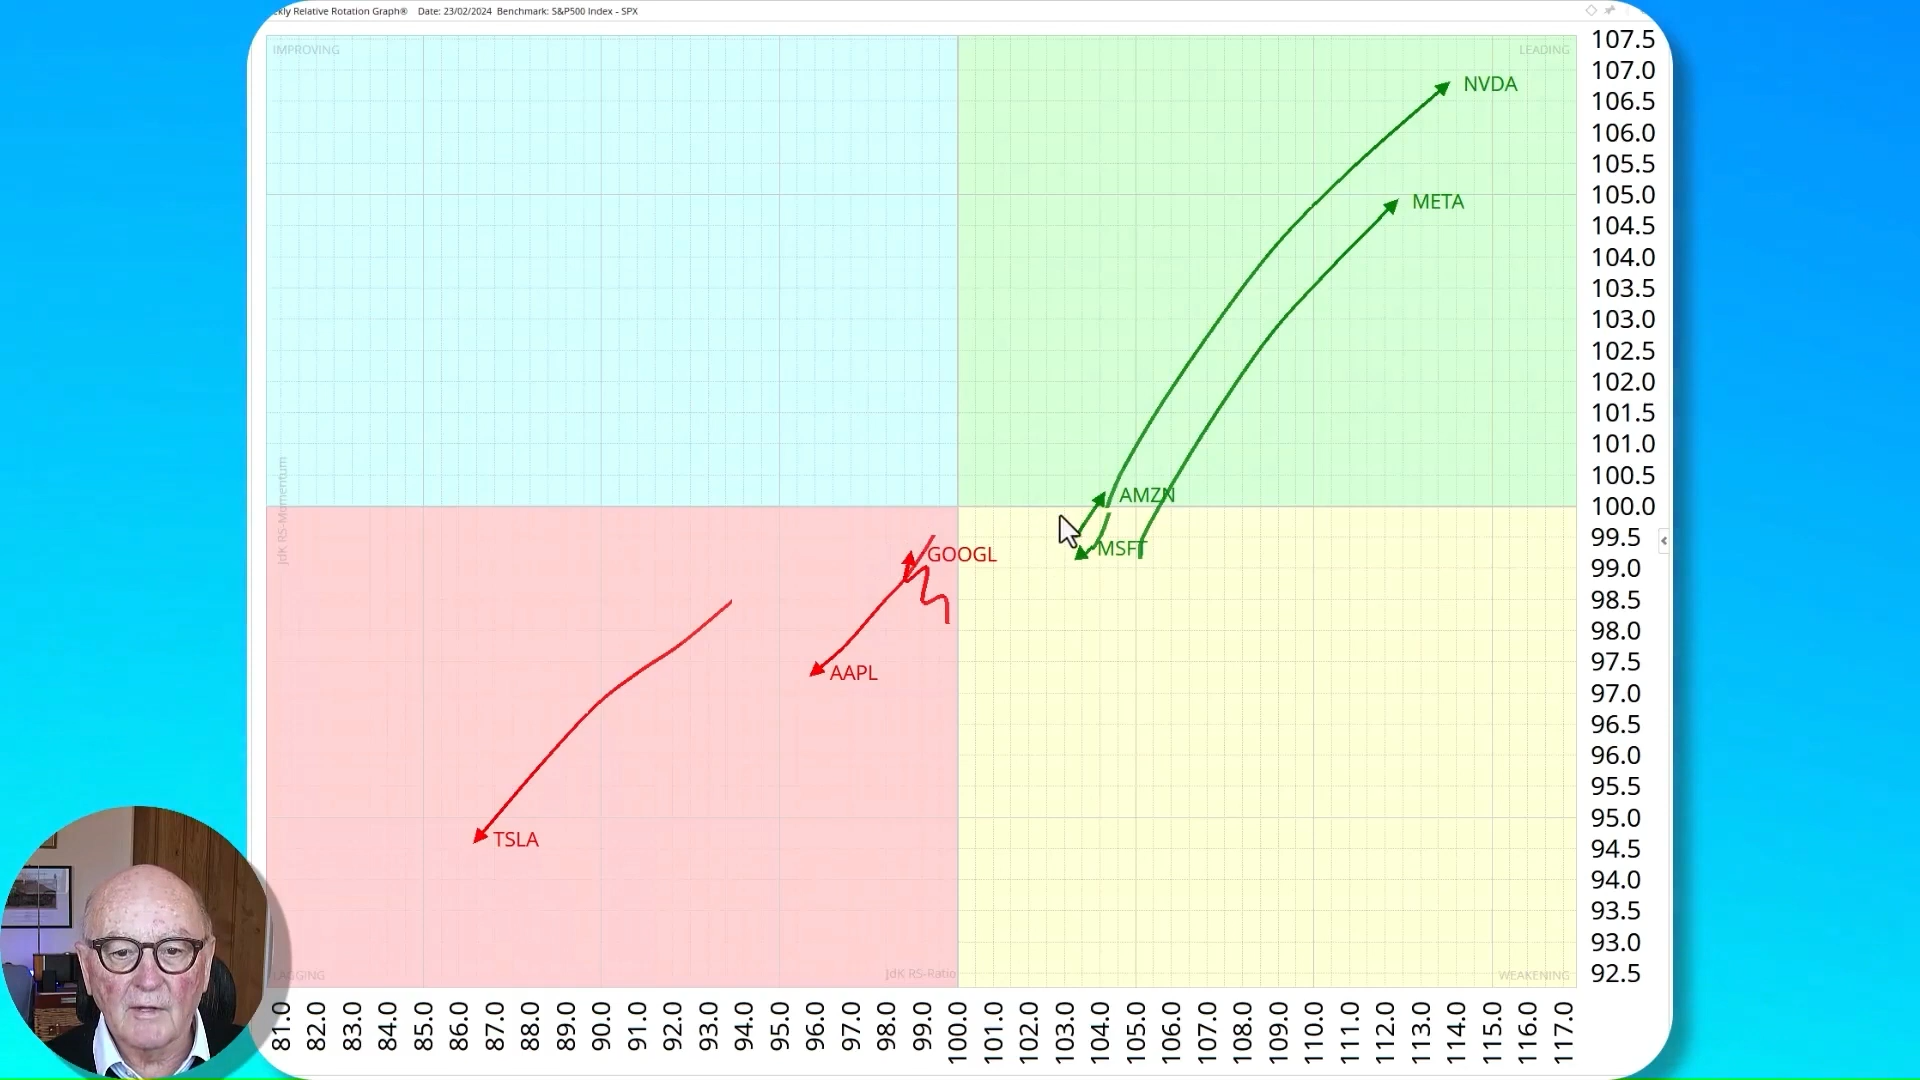 kly Relative Rotation Graph® Date: 23/02/2024 Benchmark: S&P500 Index - SPX
IMPROVING
LEADING
NVDA
META
AMZN
MSFT
GOOGL
AAPL
TSLA
JdK RS-Momentum
JdK RS-Ratio
LAGGING
WEAKENING
107.5
107.0
106.5
106.0
105.5
105.0
104.5
104.0
103.5
103.0
102.5
102.0
101.5
101.0
100.5
100.0
99.5
99.0
98.5
98.0
97.5
97.0
96.5
96.0
95.5
95.0
94.5
94.0
93.5
93.0
92.5
81.0 82.0 83.0 84.0 85.0 86.0 87.0 88.0 89.0 90.0 91.0 92.0 93.0 94.0 95.0 96.0 97.0 98.0 99.0 100.0 101.0 102.0 103.0 104.0 105.0 106.0 107.0 108.0 109.0 110.0 111.0 112.0 113.0 114.0 115.0 116.0 117.0